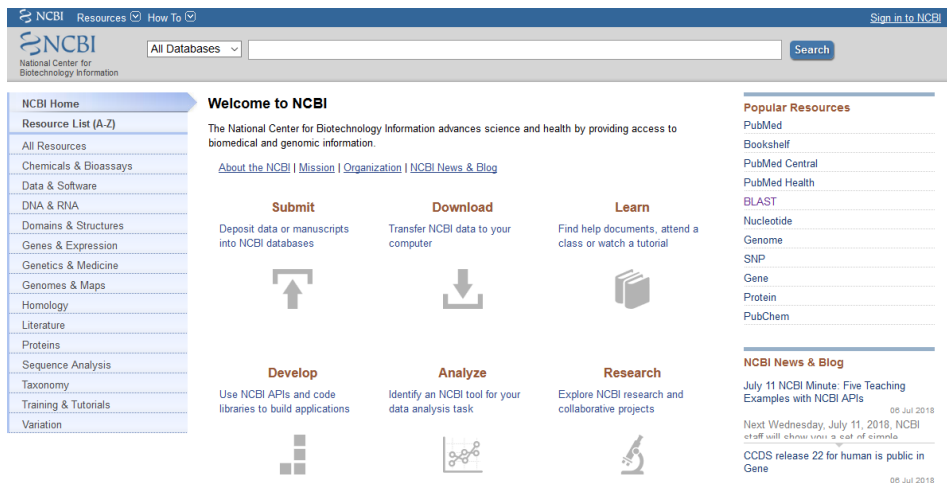 NCBI Resources How To Sign in to NCBI
NCBI
National Center for
Biotechnology Information
All Databases
Search
NCBI Home
Resource List (A-Z)
All Resources
Chemicals & Bioassays
Data & Software
DNA & RNA
Domains & Structures
Genes & Expression
Genetics & Medicine
Genomes & Maps
Homology
Literature
Proteins
Sequence Analysis
Taxonomy
Training & Tutorials
Variation
Welcome to NCBI
The National Center for Biotechnology Information advances science and health by providing access to
biomedical and genomic information.
About the NCBI | Mission | Organization | NCBI News & Blog
Submit
Deposit data or manuscripts
into NCBI databases
Download
Transfer NCBI data to your
computer
Learn
Find help documents, attend a
class or watch a tutorial
Develop
Use NCBI APIs and code
libraries to build applications
Analyze
Identify an NCBI tool for your
data analysis task
Research
Explore NCBI research and
collaborative projects
Popular Resources
PubMed
Bookshelf
PubMed Central
PubMed Health
BLAST
Nucleotide
Genome
SNP
Gene
Protein
PubChem
NCBI News & Blog
July 11 NCBI Minute: Five Teaching
Examples with NCBI APIs
06 Jul 2018
Next Wednesday, July 11, 2018, NCBI
staff will show you a set of simple
CCDS release 22 for human is public in
Gene
06 Jul 2018